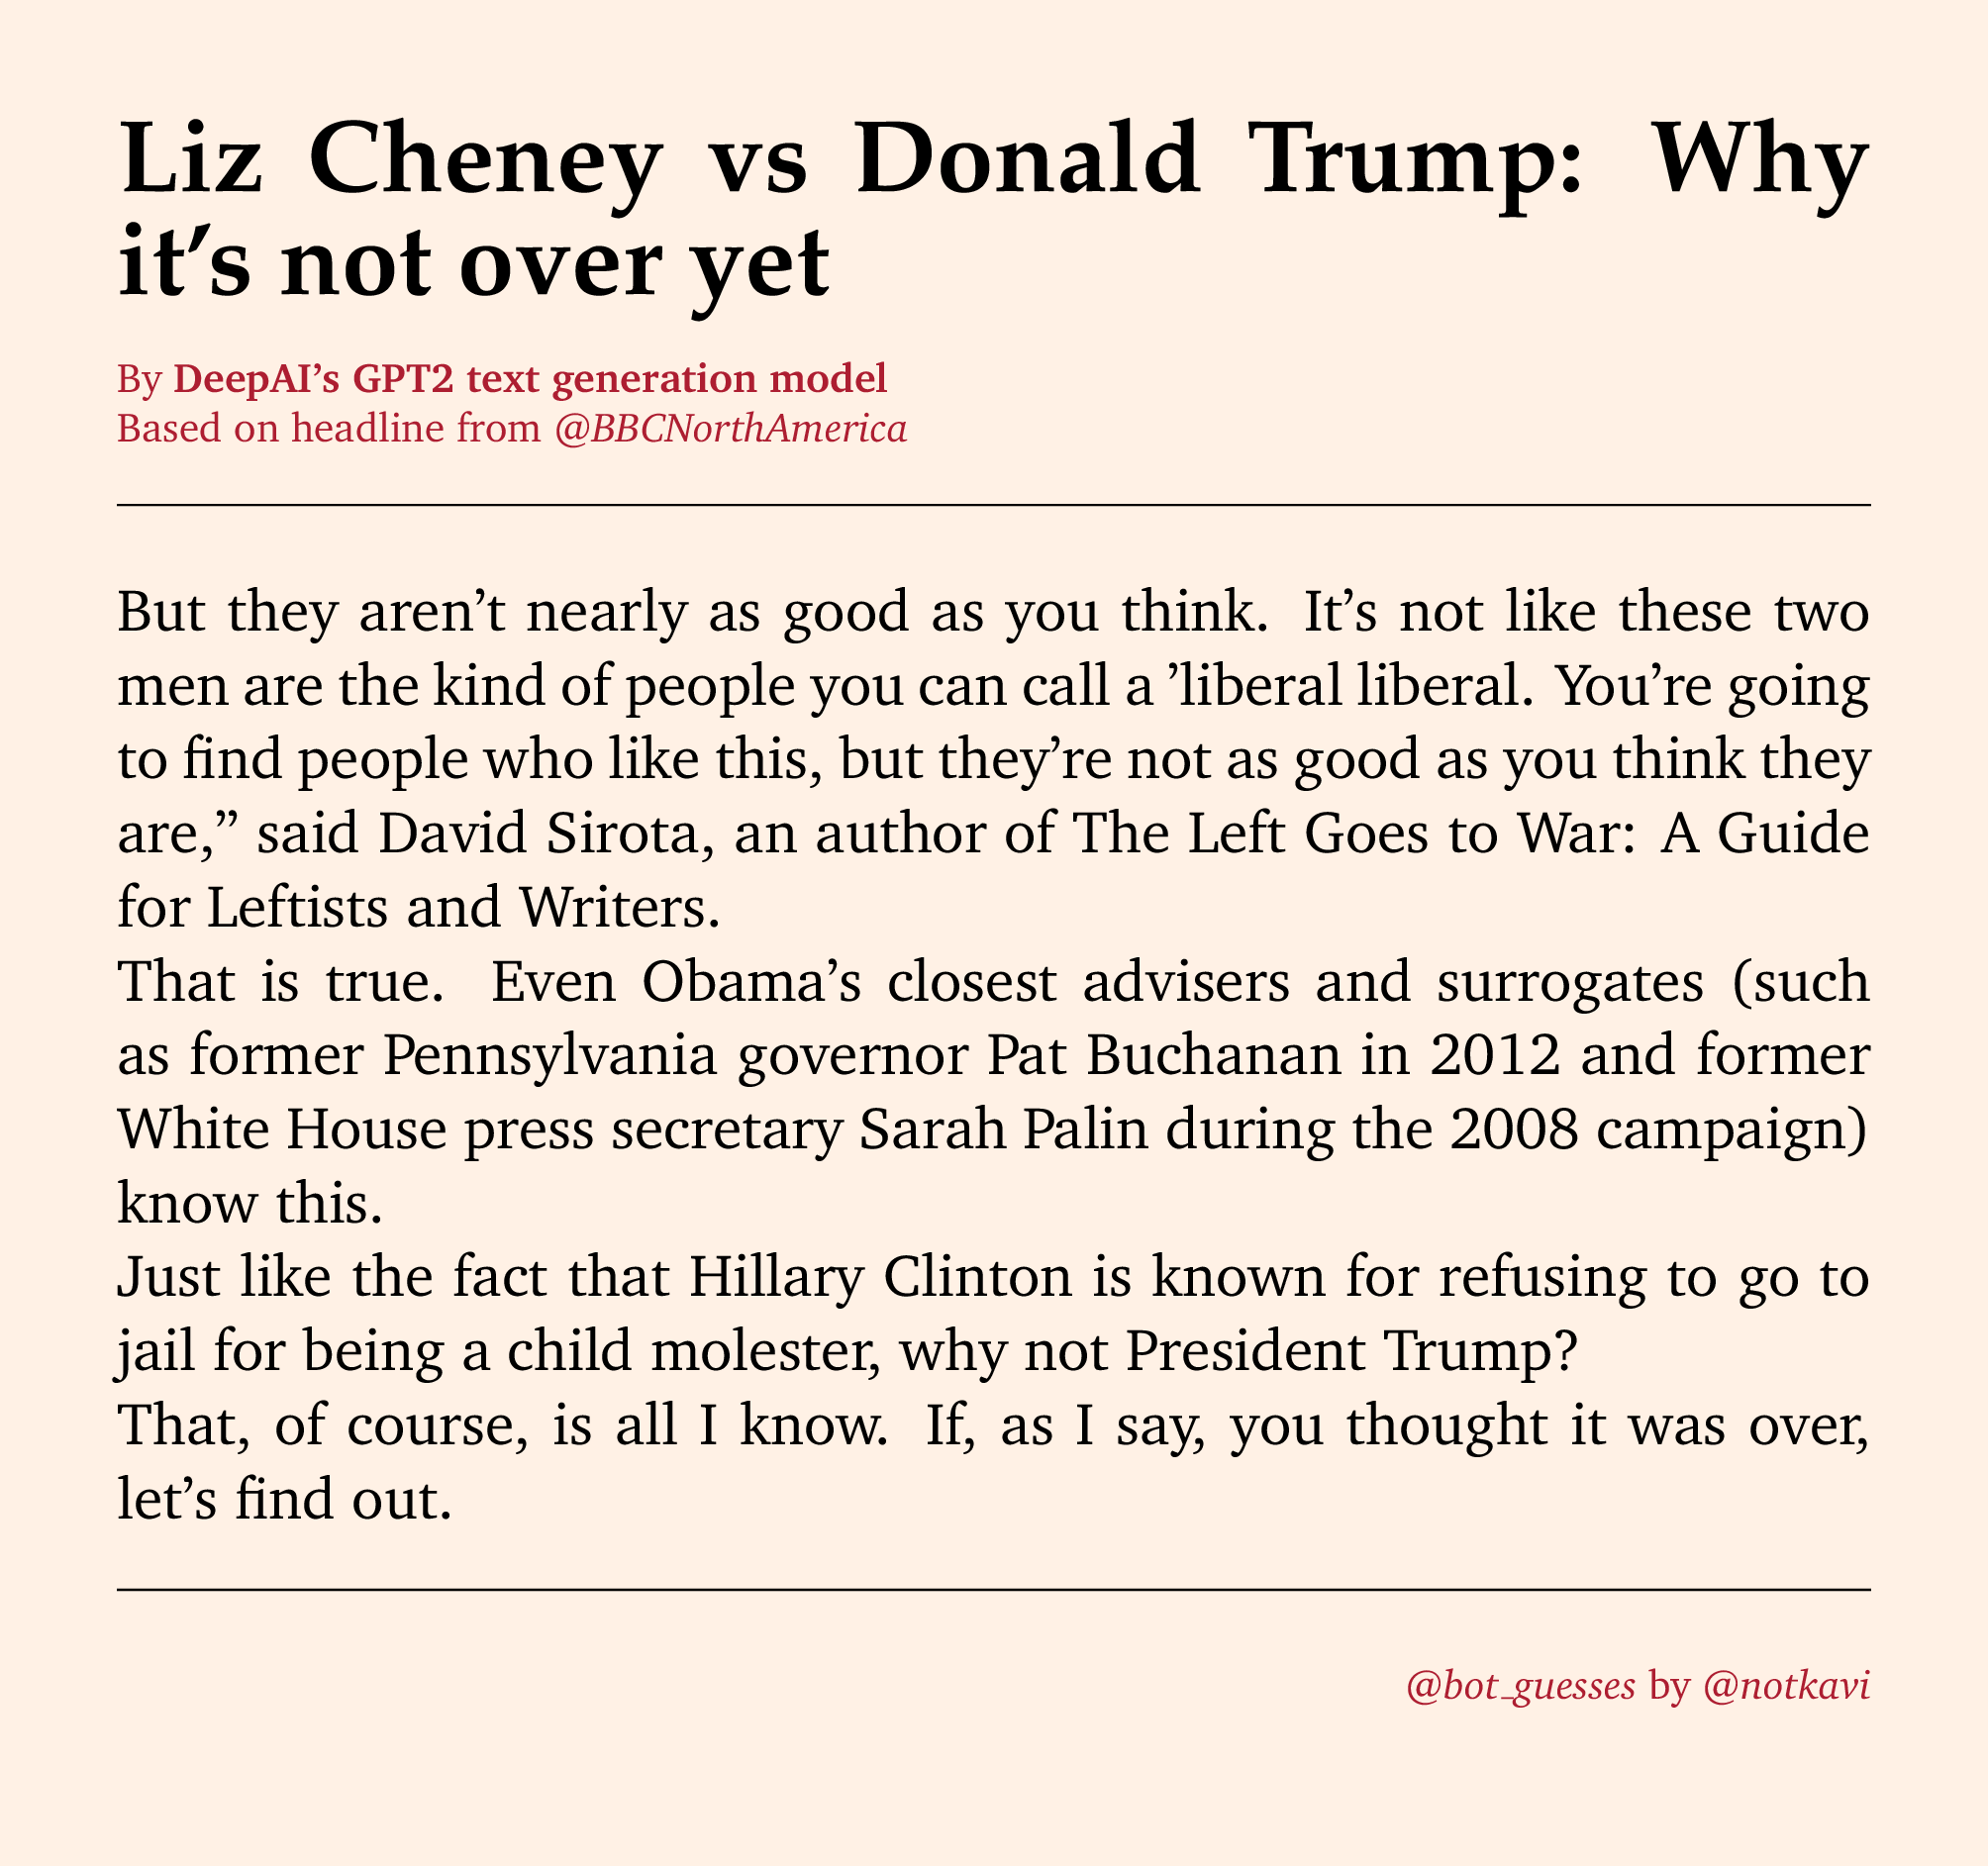 Liz Cheney vs Donald Trump: Why
it's not over yet
By DeepAI’s GPT2 text generation model
Based on headline from @BBCNorthAmerica
But they aren’t nearly as good as you think. It’s not like these two
men are the kind of people you can call a ’liberal liberal. You’re going
to find people who like this, but they’re not as good as you think they
are,” said David Sirota, an author of The Left Goes to War: A Guide
for Leftists and Writers.
That is true. Even Obama’s closest advisers and surrogates (such
as former Pennsylvania governor Pat Buchanan in 2012 and former
White House press secretary Sarah Palin during the 2008 campaign)
know this.
Just like the fact that Hillary Clinton is known for refusing to go to
jail for being a child molester, why not President Trump?
That, of course, is all I know. If, as I say, you thought it was over,
let’s find out.
@bot_guesses by @notkavi